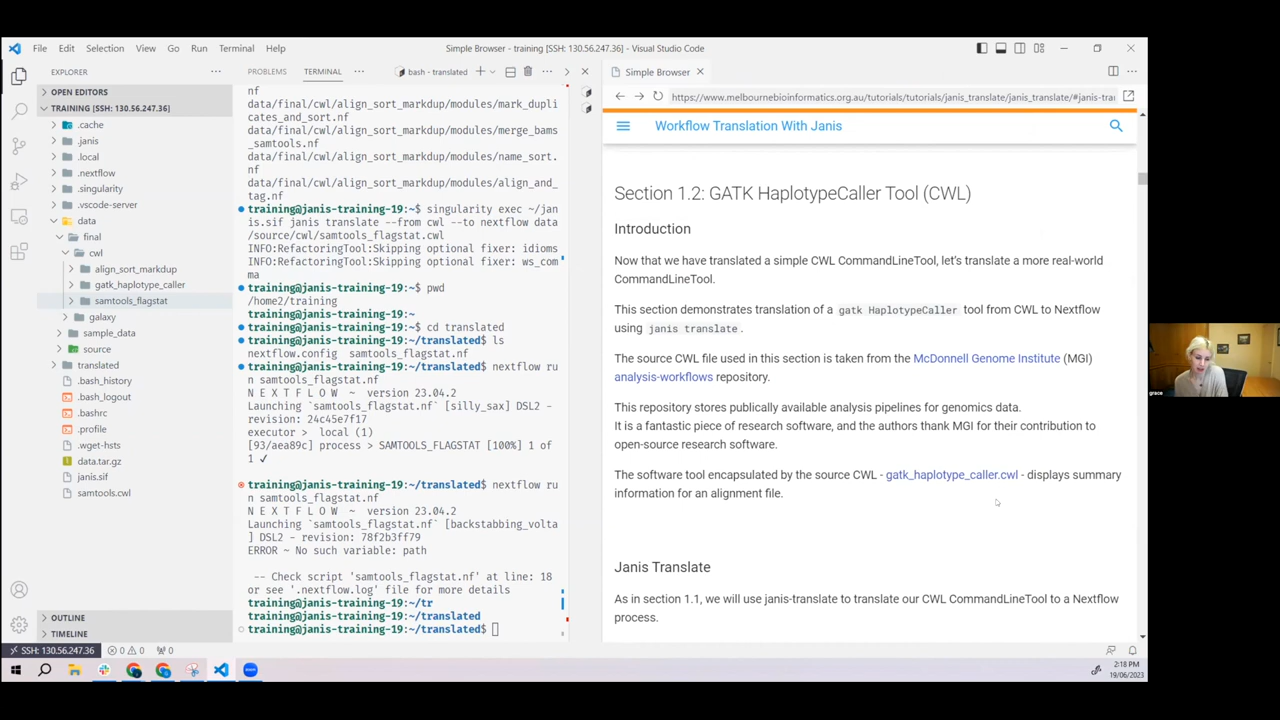 File Edit Selection View Go Run Terminal Help
Simple Browser - training [SSH: 130.56.247.36] - Visual Studio Code
EXPLORER
OPEN EDITORS
TRAINING [SSH: 130.56.247.36]
.cache
.janis
.local
.nextflow
.singularity
.vscode-server
data
final
cwl
align_sort_markdup
gatk_haplotype_caller
samtools_flagstat
galaxy
sample_data
source
translated
.bash_history
.bash_logout
.bashrc
.profile
.wget-hsts
data.tar.gz
janis.sif
samtools.cwl
OUTLINE
TIMELINE
PROBLEMS TERMINAL
bash - translated
nf
data/final/cwl/align_sort_markdup/modules/mark_dupli
cates_and_sort.nf
data/final/cwl/align_sort_markdup/modules/merge_bams
_samtools.nf
data/final/cwl/align_sort_markdup/modules/name_sort.
nf
data/final/cwl/align_sort_markdup/modules/align_and_
tag.nf
training@janis-training-19:~$ singularity exec ~/jan
is.sif janis translate --from cwl --to nextflow data
/source/cwl/samtools_flagstat.cwl
INFO:RefactoringTool:Skipping optional fixer: idioms
INFO:RefactoringTool:Skipping optional fixer: ws_com
ma
training@janis-training-19:~$ pwd
/home2/training
training@janis-training-19:~
training@janis-training-19:~$ cd translated
training@janis-training-19:~/translated$ ls
nextflow.config samtools_flagstat.nf
training@janis-training-19:~/translated$ nextflow ru
n samtools_flagstat.nf
N E X T F L O W ~ version 23.04.2
Launching `samtools_flagstat.nf` [silly_sax] DSL2 -
revision: 24c45e7f17
executor > local (1)
[93/aea89c] process > SAMTOOLS_FLAGSTAT [100%] 1 of
1 ✓
training@janis-training-19:~/translated$ nextflow ru
n samtools_flagstat.nf
N E X T F L O W ~ version 23.04.2
Launching `samtools_flagstat.nf` [backstabbing_volta
] DSL2 - revision: 78f2b3ff79
ERROR ~ No such variable: path
-- Check script 'samtools_flagstat.nf' at line: 18
or see '.nextflow.log' file for more details
training@janis-training-19:~/tr
training@janis-training-19:~/translated
training@janis-training-19:~/translated$
Simple Browser
https://www.melbournebioinformatics.org.au/tutorials/tutorials/janis_translate/janis_translate/#janis-tra
Workflow Translation With Janis
Section 1.2: GATK HaplotypeCaller Tool (CWL)
Introduction
Now that we have translated a simple CWL CommandLineTool, let's translate a more real-world
CommandLineTool.
This section demonstrates translation of a gatk HaplotypeCaller tool from CWL to Nextflow
using janis translate.
The source CWL file used in this section is taken from the McDonnell Genome Institute (MGI)
analysis-workflows repository.
This repository stores publically available analysis pipelines for genomics data.
It is a fantastic piece of research software, and the authors thank MGI for their contribution to
open-source research software.
The software tool encapsulated by the source CWL - gatk_haplotype_caller.cwl - displays summary
information for an alignment file.
Janis Translate
As in section 1.1, we will use janis-translate to translate our CWL CommandLineTool to a Nextflow
process.
SSH: 130.56.247.36 0 0 0
zoom
2:18 PM
19/06/2023
grace